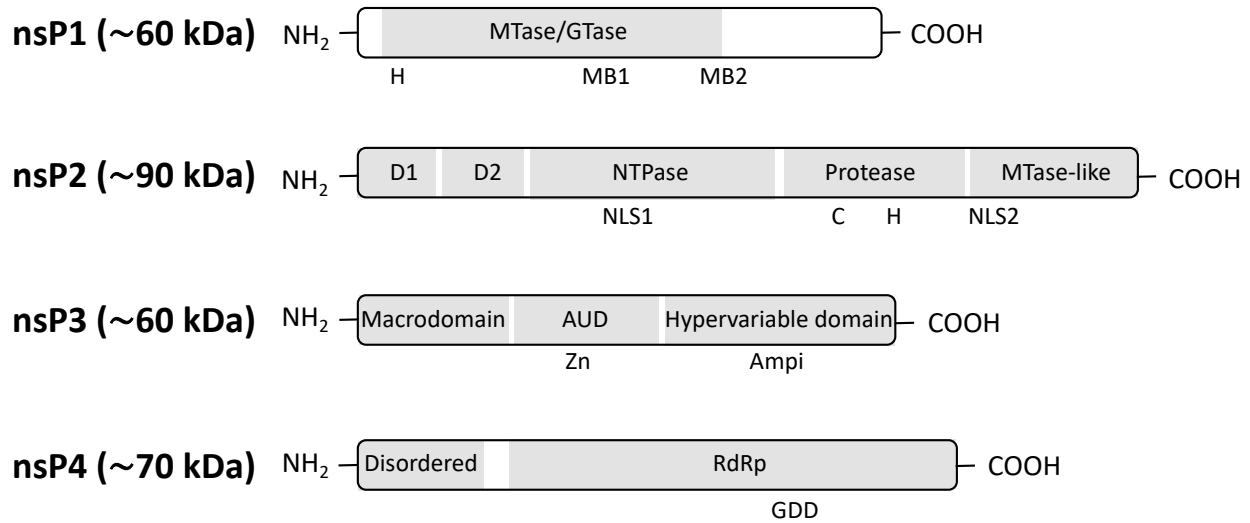 nsP1 (~60 kDa) NH2 MTase/GTase COOH
H MB1 MB2
nsP2 (~90 kDa) NH2 D1 D2 NTPase Protease MTase-like COOH
NLS1 C H NLS2
nsP3 (~60 kDa) NH2 Macrodomain AUD Hypervariable domain COOH
Zn Ampi
nsP4 (~70 kDa) NH2 Disordered RdRp COOH
GDD